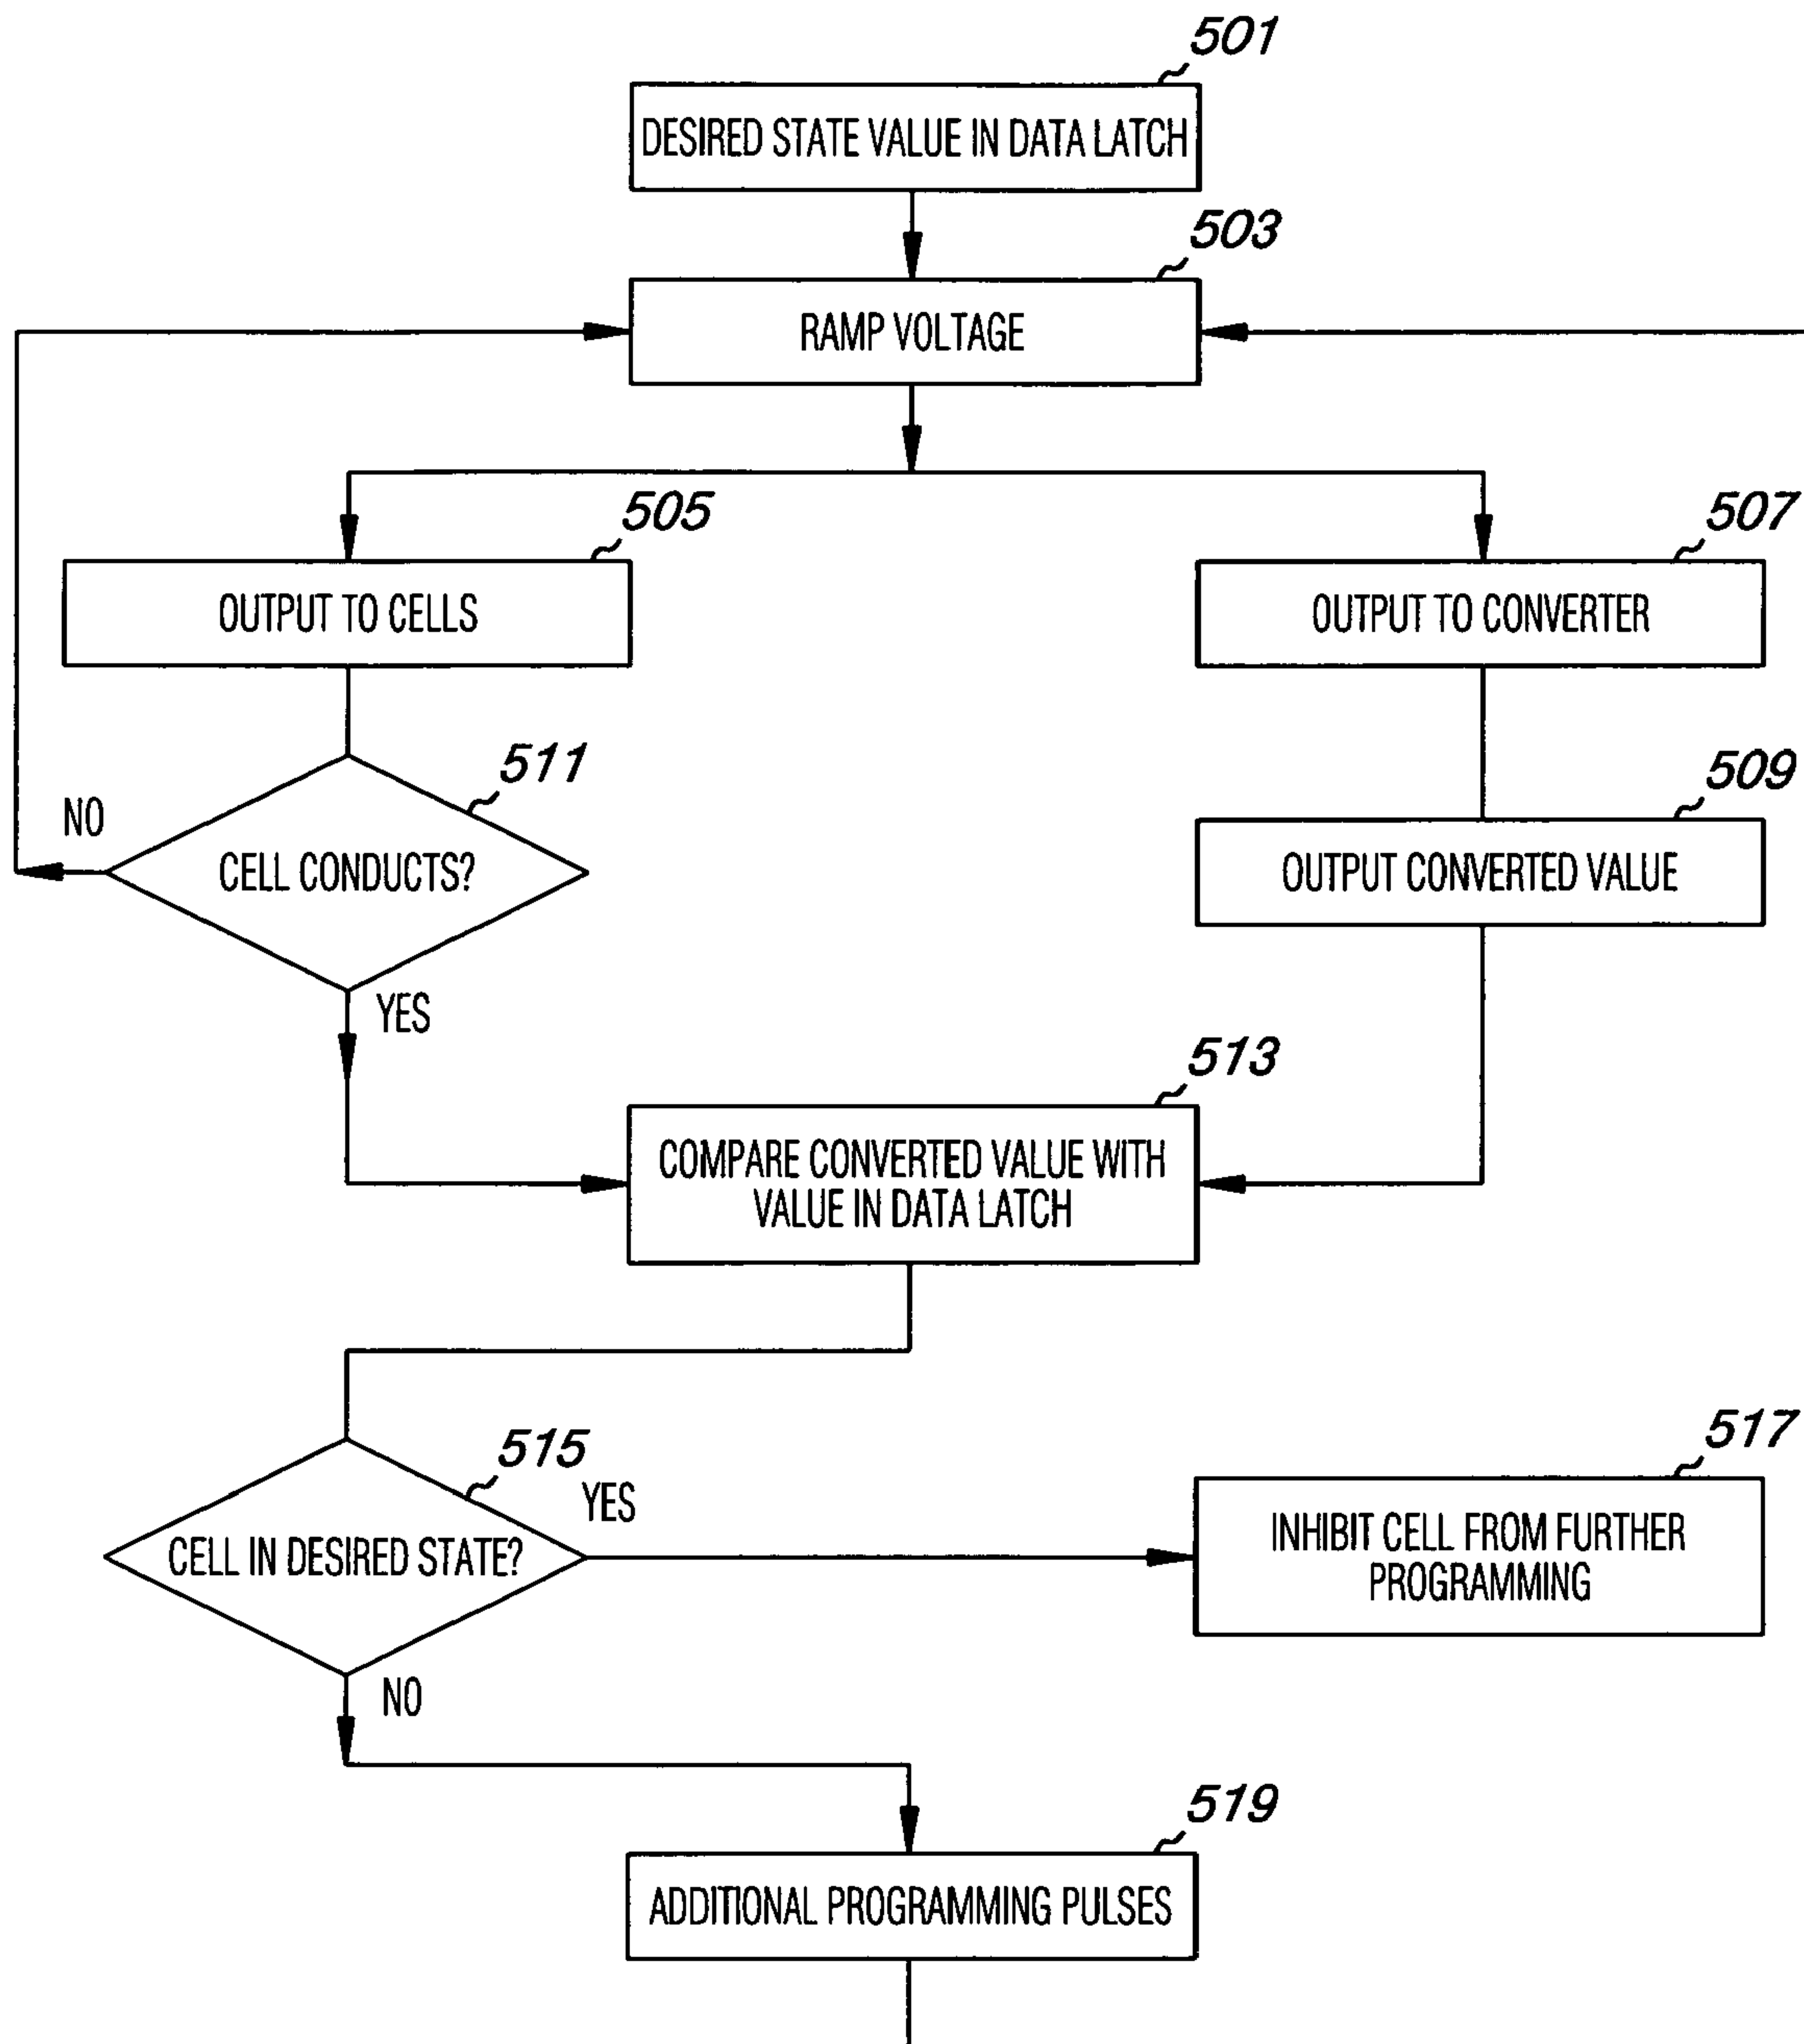 501
DESIRED STATE VALUE IN DATA LATCH
503
RAMP VOLTAGE
505
OUTPUT TO CELLS
507
OUTPUT TO CONVERTER
511
CELL CONDUCTS?
NO
YES
509
OUTPUT CONVERTED VALUE
513
COMPARE CONVERTED VALUE WITH
VALUE IN DATA LATCH
515
CELL IN DESIRED STATE?
YES
NO
517
INHIBIT CELL FROM FURTHER
PROGRAMMING
519
ADDITIONAL PROGRAMMING PULSES